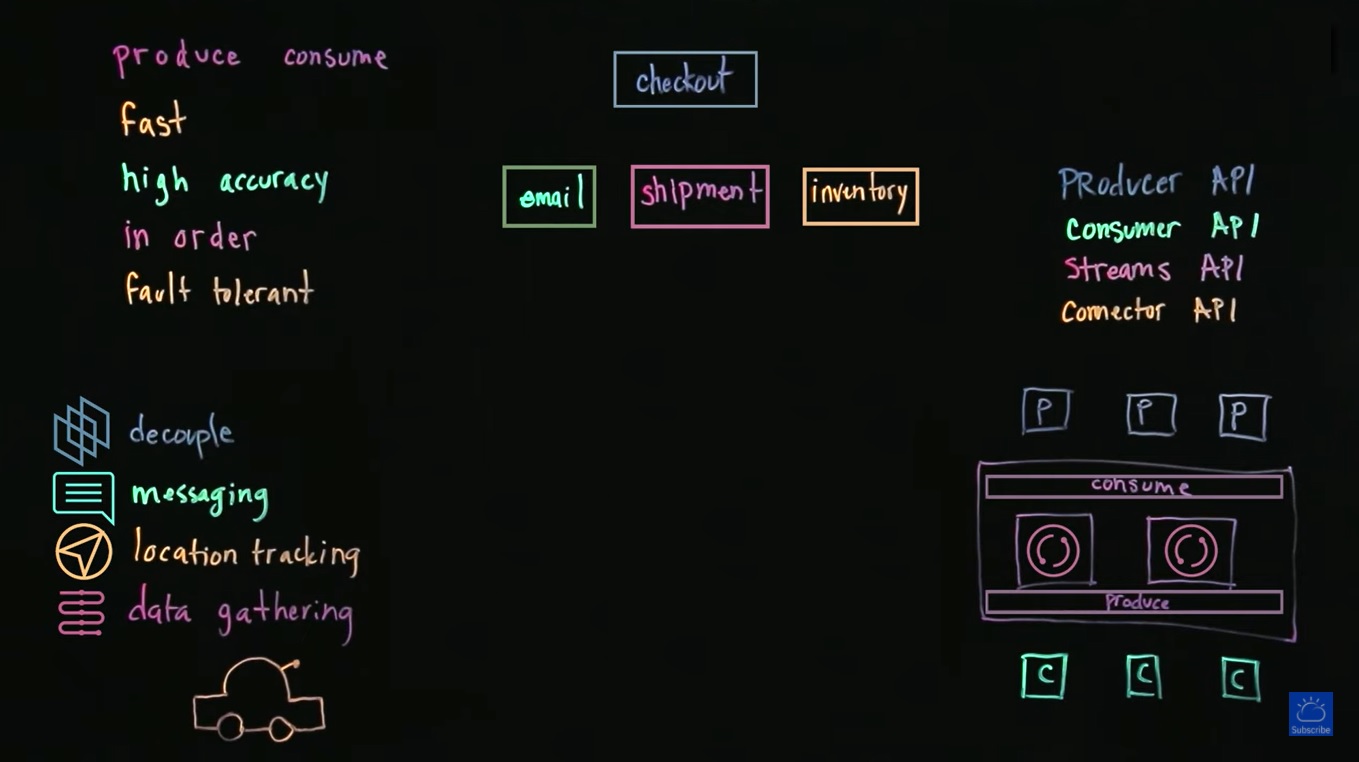 produce consume
fast
high accuracy
in order
fault tolerant
checkout
email shipment inventory
PRoducer API
Consumer API
Streams API
Connector API
decouple
messaging
location tracking
data gathering
P P P
consume
produce
C C C
Subscribe